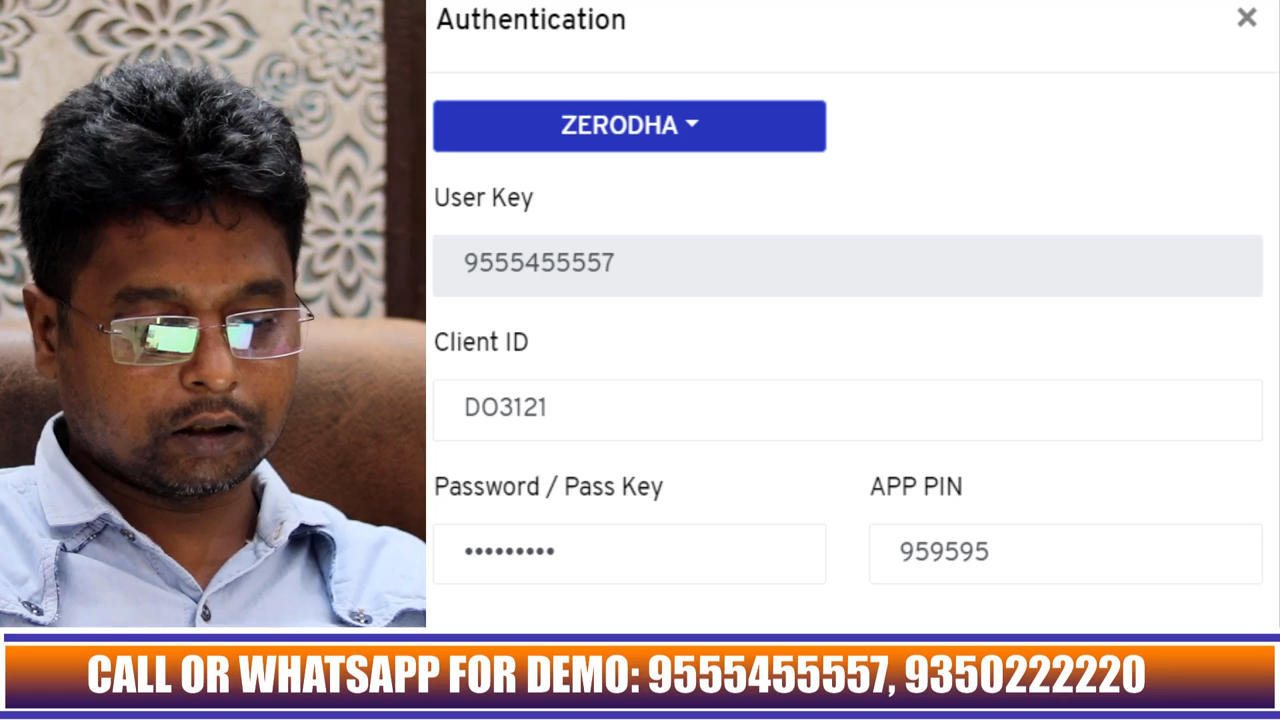 Authentication
×
ZERODHA
User Key
9555455557
Client ID
DO3121
Password / Pass Key
APP PIN
•••••••••
959595
CALL OR WHATSAPP FOR DEMO: 9555455557, 9350222220